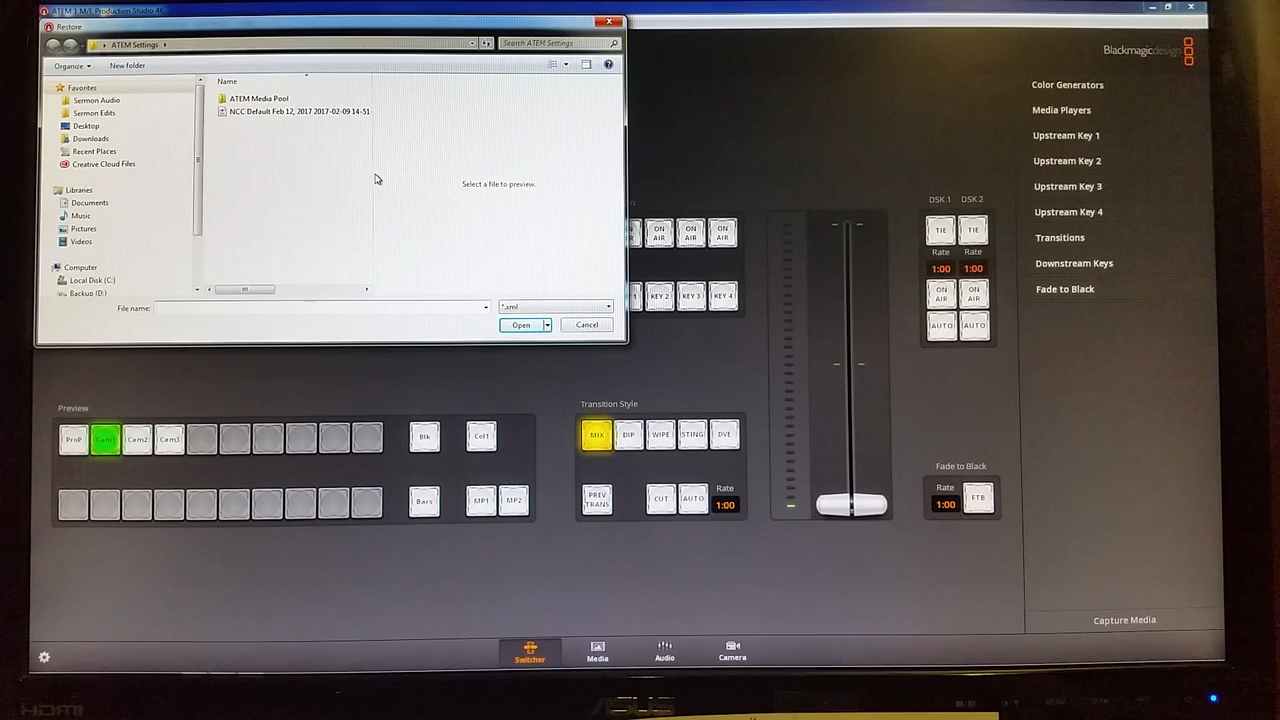 ATEM 1 M/E Production Studio 4K
Restore
ATEM Settings
Search ATEM Settings
Organize
New folder
Name
Favorites
Sermon Audio
Sermon Edits
Desktop
Downloads
Recent Places
Creative Cloud Files
Libraries
Documents
Music
Pictures
Videos
Computer
Local Disk (C:)
Backup (D:)
ATEM Media Pool
NCC Default Feb 12, 2017 2017-02-09 14-51
Select a file to preview.
File name:
*.xml
Open
Cancel
Blackmagicdesign
Color Generators
Media Players
Upstream Key 1
Upstream Key 2
Upstream Key 3
Upstream Key 4
Transitions
Downstream Keys
Fade to Black
ON AIR
ON AIR
ON AIR
KEY 2
KEY 3
KEY 4
DSK 1
DSK 2
TIE
TIE
Rate
Rate
1:00
1:00
ON AIR
ON AIR
AUTO
AUTO
Preview
ProP
Cam1
Cam2
Cam3
Blk
Col1
Bars
MP1
MP2
Transition Style
MIX
DIP
WIPE
STING
DVE
PREV TRANS
CUT
AUTO
Rate
1:00
Fade to Black
Rate
1:00
FTB
Capture Media
Switcher
Media
Audio
Camera
HDMI
ASUS